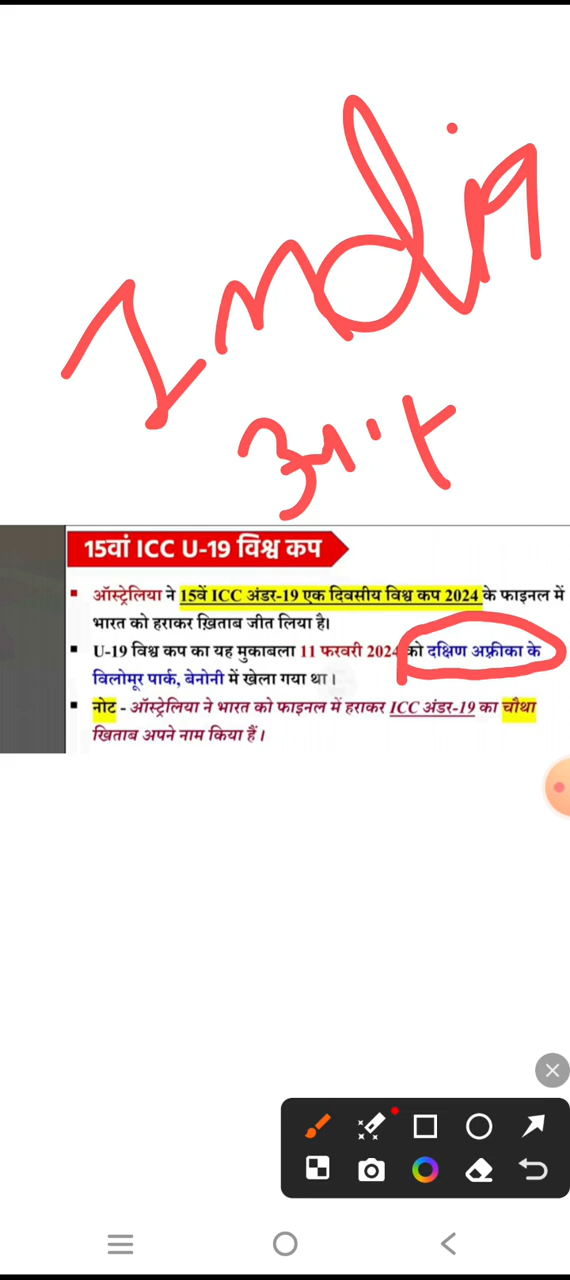 India
15वां ICC U-19 विश्व कप
ऑस्ट्रेलिया ने 15वें ICC अंडर-19 एक दिवसीय विश्व कप 2024 के फाइनल में
भारत को हराकर ख़िताब जीत लिया है।
U-19 विश्व कप का यह मुकाबला 11 फरवरी 2024 को दक्षिण अफ़्रीका के
विलोमूर पार्क, बेनोनी में खेला गया था।
नोट - ऑस्ट्रेलिया ने भारत को फाइनल में हराकर ICC अंडर-19 का चौथा
खिताब अपने नाम किया हैं।